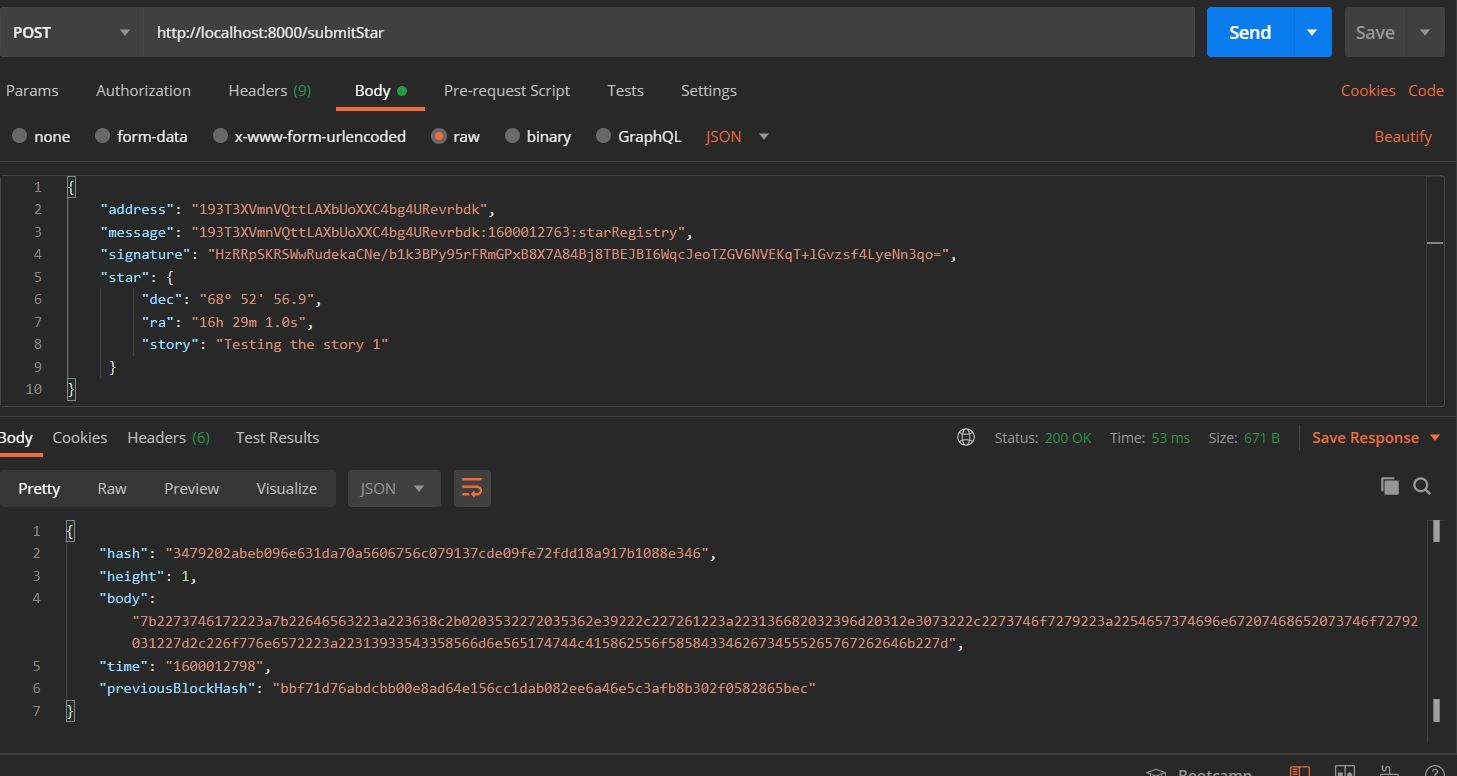 POST http://localhost:8000/submitStar Send Save
Params Authorization Headers (9) Body Pre-request Script Tests Settings Cookies Code
none form-data x-www-form-urlencoded raw binary GraphQL JSON Beautify
1 {
2 "address": "193T3XVmnVQttLAXbUoXXC4bg4URevrbdk",
3 "message": "193T3XVmnVQttLAXbUoXXC4bg4URevrbdk:1600012763:starRegistry",
4 "signature": "HzRRpSKRSWwRudekaCNe/b1k3BPy95rFRmGPxB8X7A84Bj8TBEJBI6WqcJeoTZGV6NVEKqT+lGvzsf4LyeNn3qo=",
5 "star": {
6 "dec": "68° 52' 56.9",
7 "ra": "16h 29m 1.0s",
8 "story": "Testing the story 1"
9 }
10 }
Body Cookies Headers (6) Test Results Status: 200 OK Time: 53 ms Size: 671 B Save Response
Pretty Raw Preview Visualize JSON
1 {
2 "hash": "3479202abeb096e631da70a5606756c079137cde09fe72fdd18a917b1088e346",
3 "height": 1,
4 "body":
"7b2273746172223a7b22646563223a223638c2b0203532272035362e39222c227261223a223136682032396d20312e3073222c2273746f7279223a2254657374696e67207468652073746f72792
031227d2c226f776e6572223a22313933543358566d6e565174744c415862556f58584334626734555265767262646b227d",
5 "time": "1600012798",
6 "previousBlockHash": "bbf71d76abdcbb00e8ad64e156cc1dab082ee6a46e5c3afb8b302f0582865bec"
7 }
Bootcamp